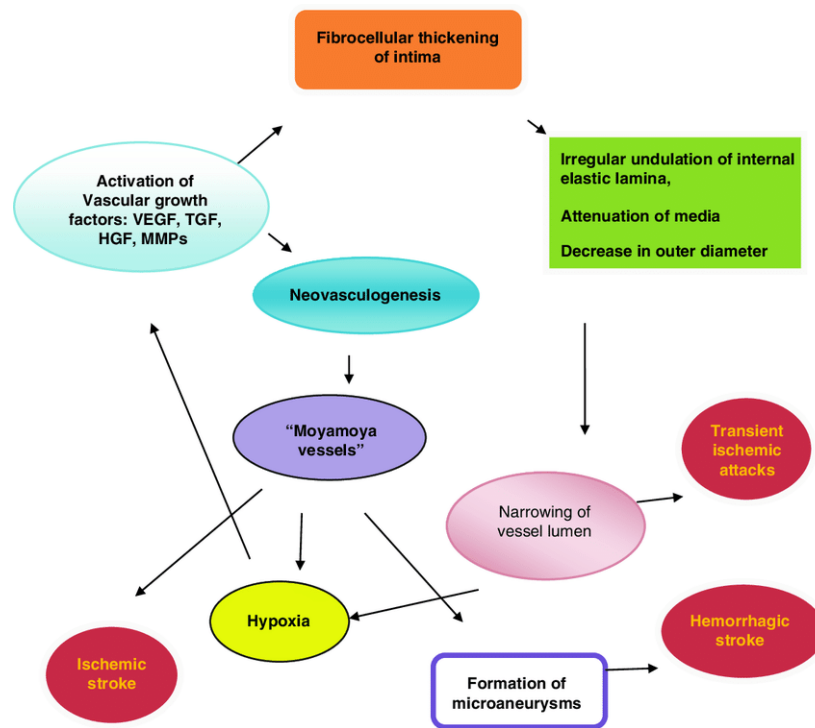 Fibrocellular thickening
of intima
Activation of
Vascular growth
factors: VEGF, TGF,
HGF, MMPs
Irregular undulation of internal
elastic lamina,
Attenuation of media
Decrease in outer diameter
Neovasculogenesis
“Moyamoya
vessels”
Transient
ischemic
attacks
Narrowing of
vessel lumen
Hypoxia
Hemorrhagic
stroke
Ischemic
stroke
Formation of
microaneurysms